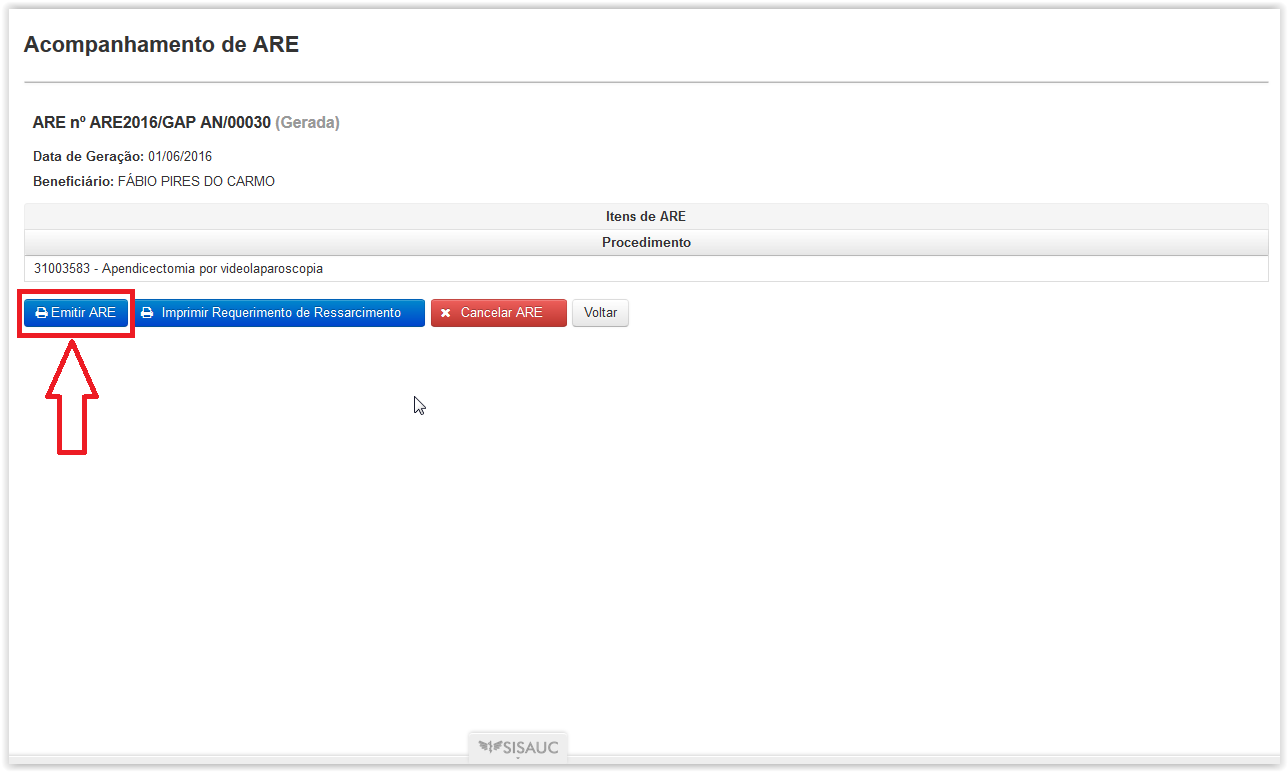 Acompanhamento de ARE
ARE nº ARE2016/GAP AN/00030 (Gerada)
Data de Geração: 01/06/2016
Beneficiário: FÁBIO PIRES DO CARMO
Itens de ARE
Procedimento
31003583 - Apendicectomia por videolaparoscopia
Emitir ARE Imprimir Requerimento de Ressarcimento Cancelar ARE Voltar
SISAUC